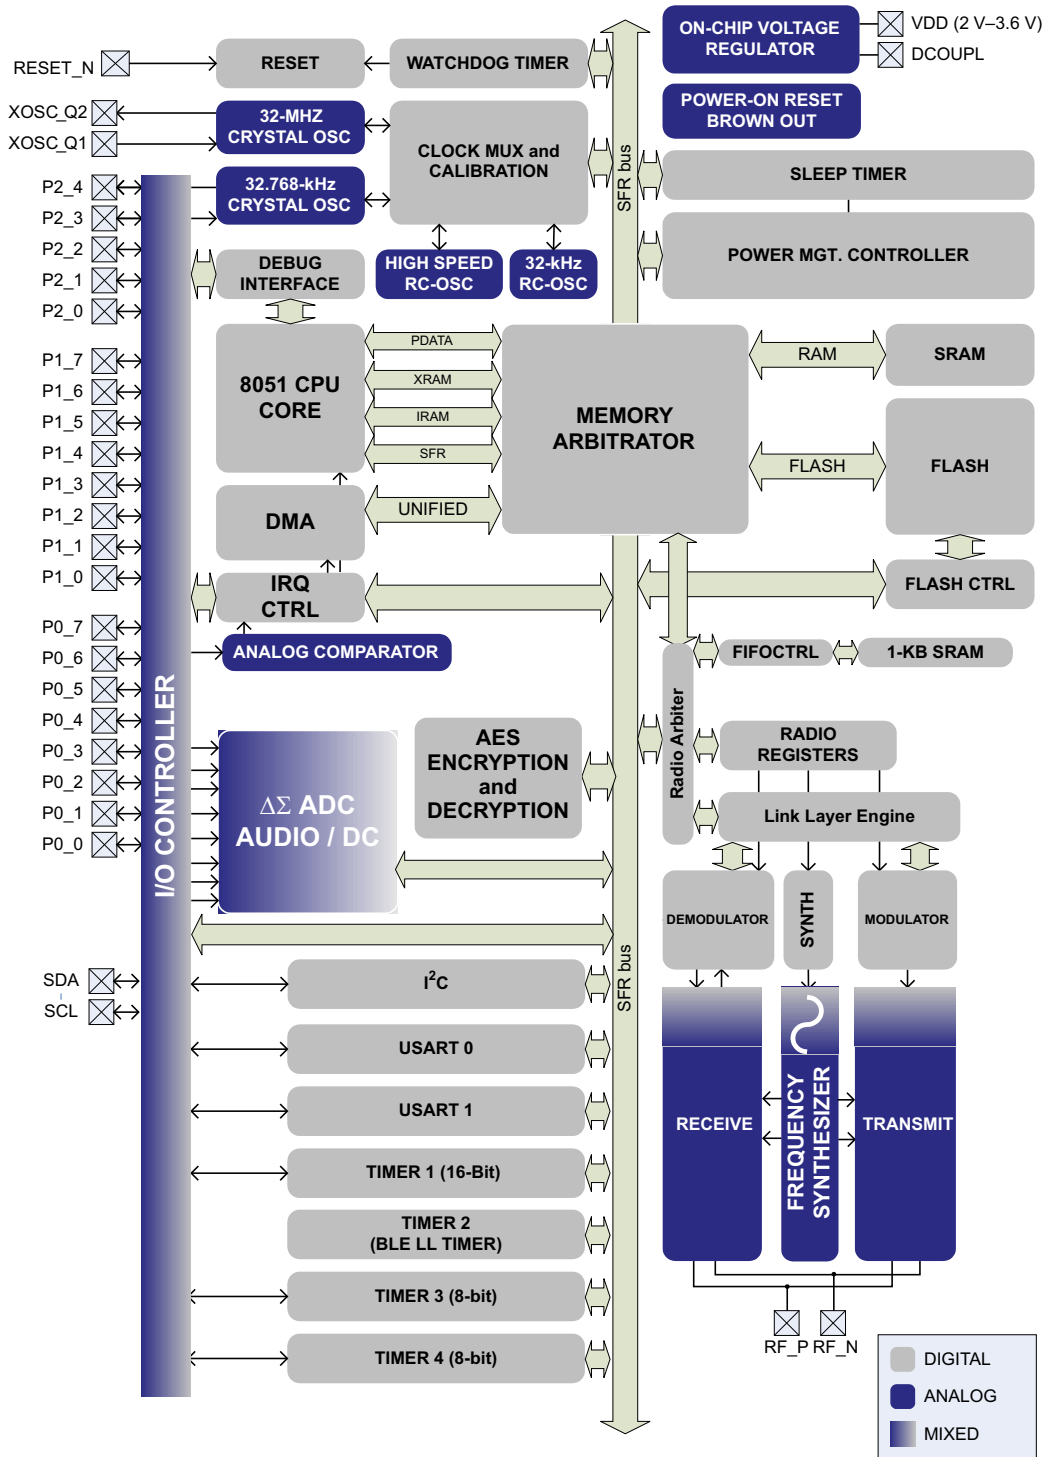 ON-CHIP VOLTAGE
REGULATOR
VDD (2 V–3.6 V)
DCOUPL
RESET_N
RESET
WATCHDOG TIMER
POWER-ON RESET
BROWN OUT
XOSC_Q2
XOSC_Q1
32-MHZ
CRYSTAL OSC
CLOCK MUX and
CALIBRATION
SFR bus
SLEEP TIMER
32.768-kHz
CRYSTAL OSC
POWER MGT. CONTROLLER
P2_4
P2_3
P2_2
P2_1
P2_0
DEBUG
INTERFACE
HIGH SPEED
RC-OSC
32-kHz
RC-OSC
P1_7
P1_6
P1_5
P1_4
P1_3
P1_2
P1_1
P1_0
8051 CPU
CORE
PDATA
XRAM
IRAM
SFR
MEMORY
ARBITRATOR
RAM
SRAM
FLASH
FLASH
DMA
UNIFIED
IRQ
CTRL
FLASH CTRL
P0_7
P0_6
P0_5
P0_4
P0_3
P0_2
P0_1
P0_0
ANALOG COMPARATOR
FIFOCTRL
1-KB SRAM
I/O CONTROLLER
Radio Arbiter
RADIO
REGISTERS
AES
ENCRYPTION
and
DECRYPTION
ΔΣ ADC
AUDIO / DC
Link Layer Engine
DEMODULATOR
SYNTH
MODULATOR
SFR bus
SDA
SCL
I2C
USART 0
USART 1
TIMER 1 (16-Bit)
TIMER 2
(BLE LL TIMER)
TIMER 3 (8-bit)
TIMER 4 (8-bit)
RECEIVE
FREQUENCY
SYNTHESIZER
TRANSMIT
RF_P
RF_N
DIGITAL
ANALOG
MIXED